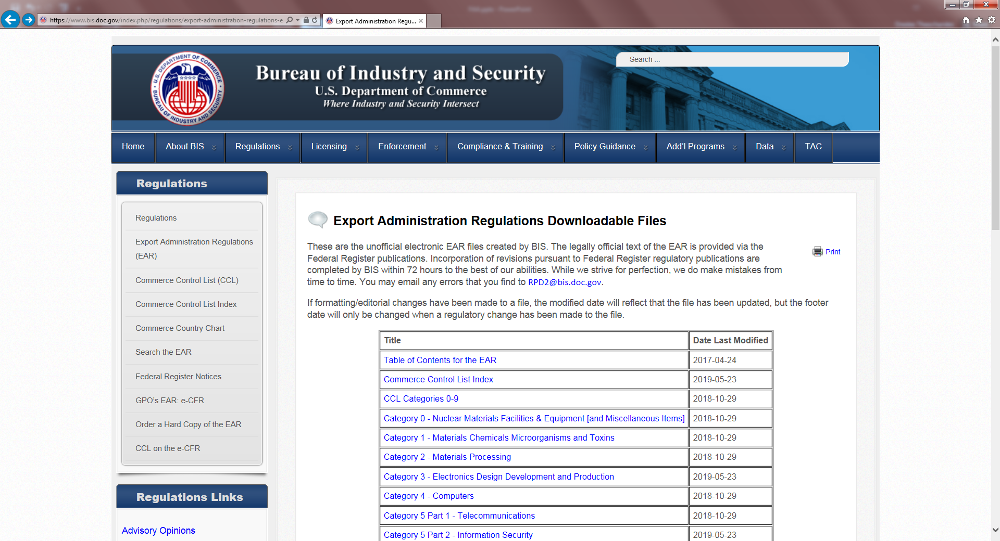 https://www.bis.doc.gov/index.php/regulations/export-administration-regulations-e
Export Administration Regu...
U.S. DEPARTMENT OF COMMERCE
BUREAU OF INDUSTRY AND SECURITY
Bureau of Industry and Security
U.S. Department of Commerce
Where Industry and Security Intersect
Search ...
Home
About BIS
Regulations
Licensing
Enforcement
Compliance & Training
Policy Guidance
Add'l Programs
Data
TAC
Regulations
Regulations
Export Administration Regulations
(EAR)
Commerce Control List (CCL)
Commerce Control List Index
Commerce Country Chart
Search the EAR
Federal Register Notices
GPO's EAR: e-CFR
Order a Hard Copy of the EAR
CCL on the e-CFR
Regulations Links
Advisory Opinions
Export Administration Regulations Downloadable Files
Print
These are the unofficial electronic EAR files created by BIS. The legally official text of the EAR is provided via the
Federal Register publications. Incorporation of revisions pursuant to Federal Register regulatory publications are
completed by BIS within 72 hours to the best of our abilities. While we strive for perfection, we do make mistakes from
time to time. You may email any errors that you find to RPD2@bis.doc.gov.
If formatting/editorial changes have been made to a file, the modified date will reflect that the file has been updated, but the footer
date will only be changed when a regulatory change has been made to the file.
Title Date Last Modified
Table of Contents for the EAR 2017-04-24
Commerce Control List Index 2019-05-23
CCL Categories 0-9 2018-10-29
Category 0 - Nuclear Materials Facilities & Equipment [and Miscellaneous Items] 2018-10-29
Category 1 - Materials Chemicals Microorganisms and Toxins 2018-10-29
Category 2 - Materials Processing 2018-10-29
Category 3 - Electronics Design Development and Production 2019-05-23
Category 4 - Computers 2018-10-29
Category 5 Part 1 - Telecommunications 2018-10-29
Category 5 Part 2 - Information Security 2019-05-23